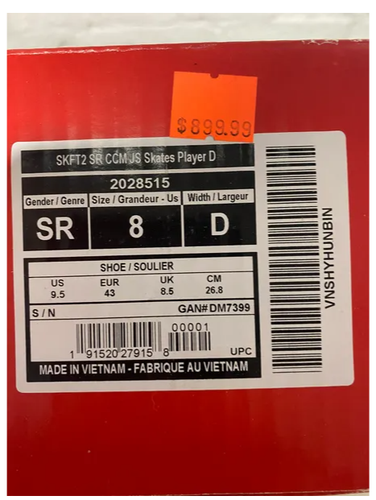 $899.99
SKFT2 SR CCM JS Skates Player D
2028515
Gender / Genre Size / Grandeur - Us Width / Largeur
SR 8 D
SHOE / SOULIER
US EUR UK CM
9.5 43 8.5 26.8
S / N GAN# DM7399
00001
1 91520 27915 8 UPC
MADE IN VIETNAM - FABRIQUE AU VIETNAM
VNSHYHUNBIN